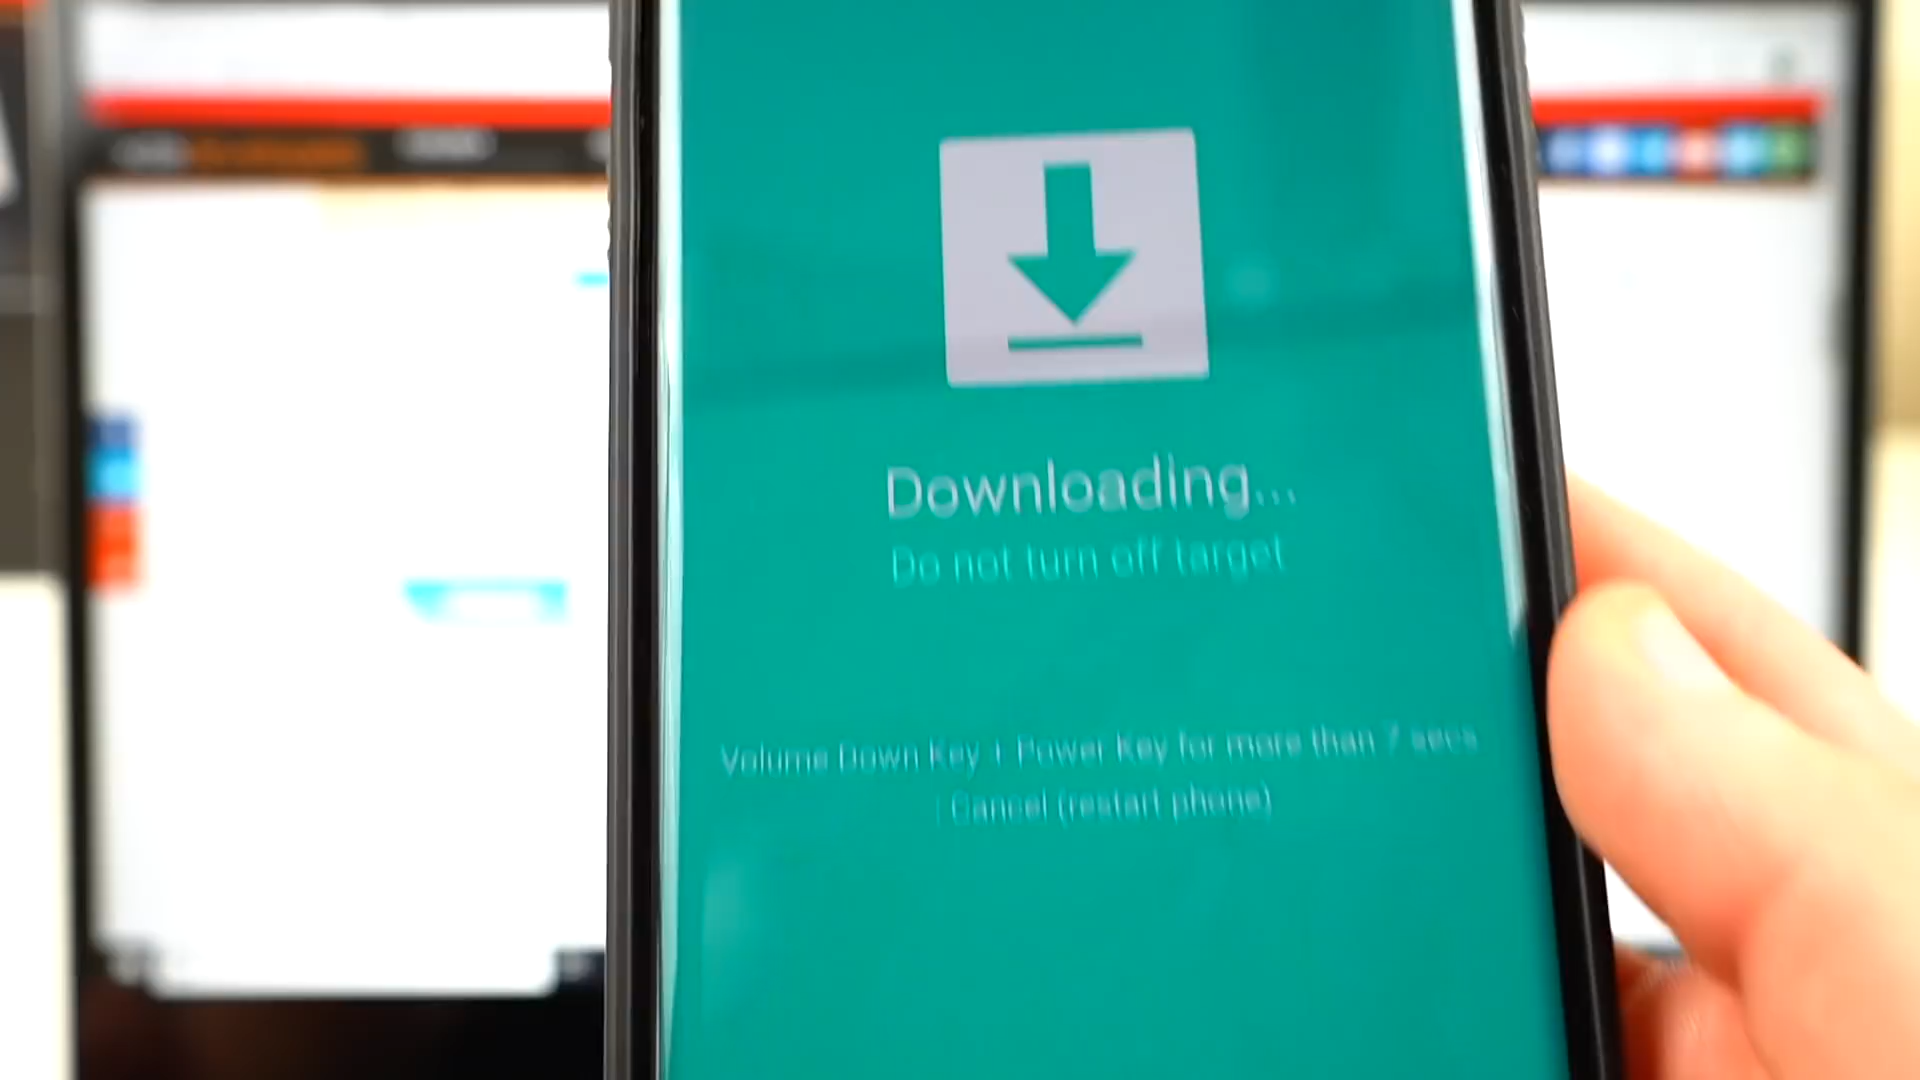 Downloading...
Do not turn off target
Volume Down Key + Power Key for more than 7 secs
: Cancel (restart phone)